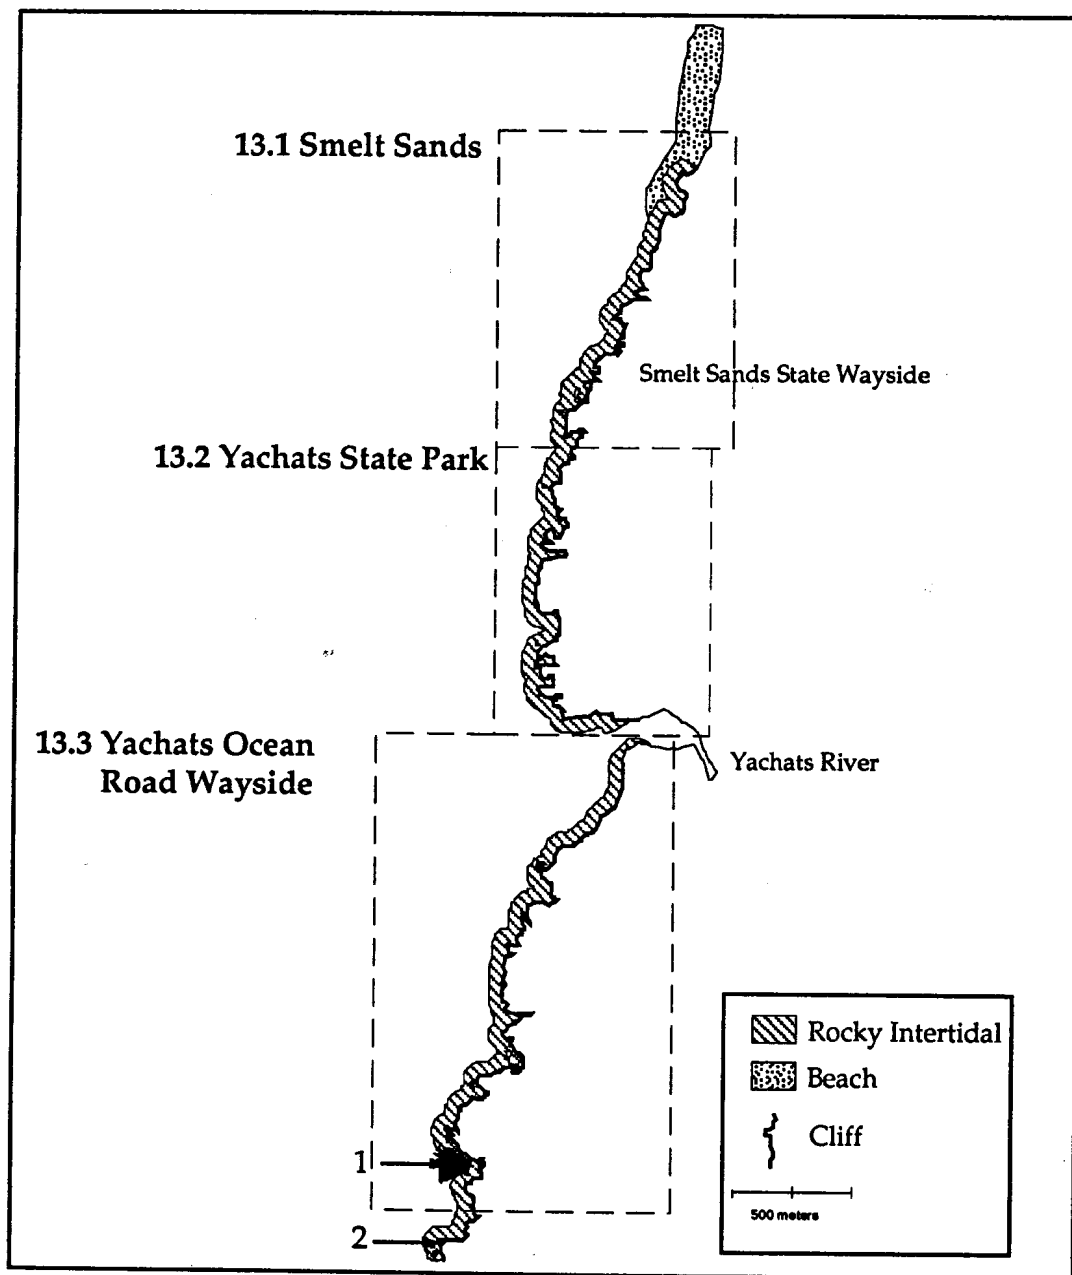 13.1 Smelt Sands
Smelt Sands State Wayside
13.2 Yachats State Park
13.3 Yachats Ocean
Road Wayside
Yachats River
Rocky Intertidal
Beach
Cliff
500 meters
1
2